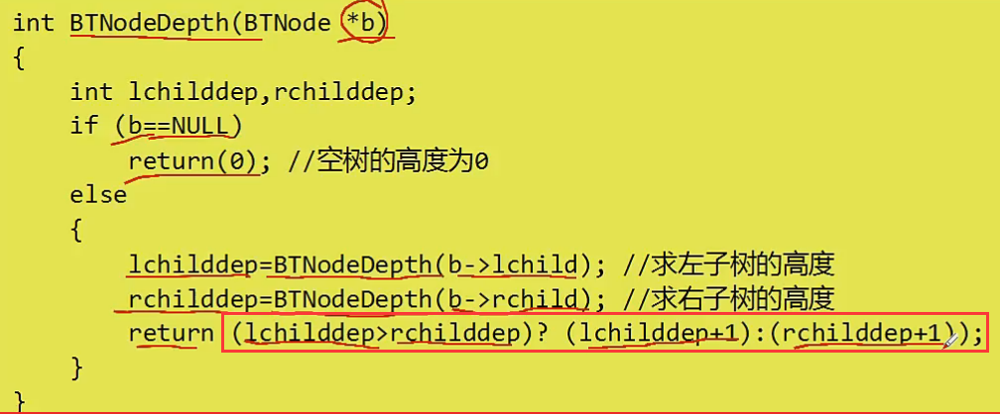 int BTNodeDepth(BTNode *b)
{
    int lchilddep,rchilddep;
    if (b==NULL)
        return(0); //空树的高度为0
    else
    {
        lchilddep=BTNodeDepth(b->lchild); //求左子树的高度
        rchilddep=BTNodeDepth(b->rchild); //求右子树的高度
        return (lchilddep>rchilddep)? (lchilddep+1):(rchilddep+1));
    }
}